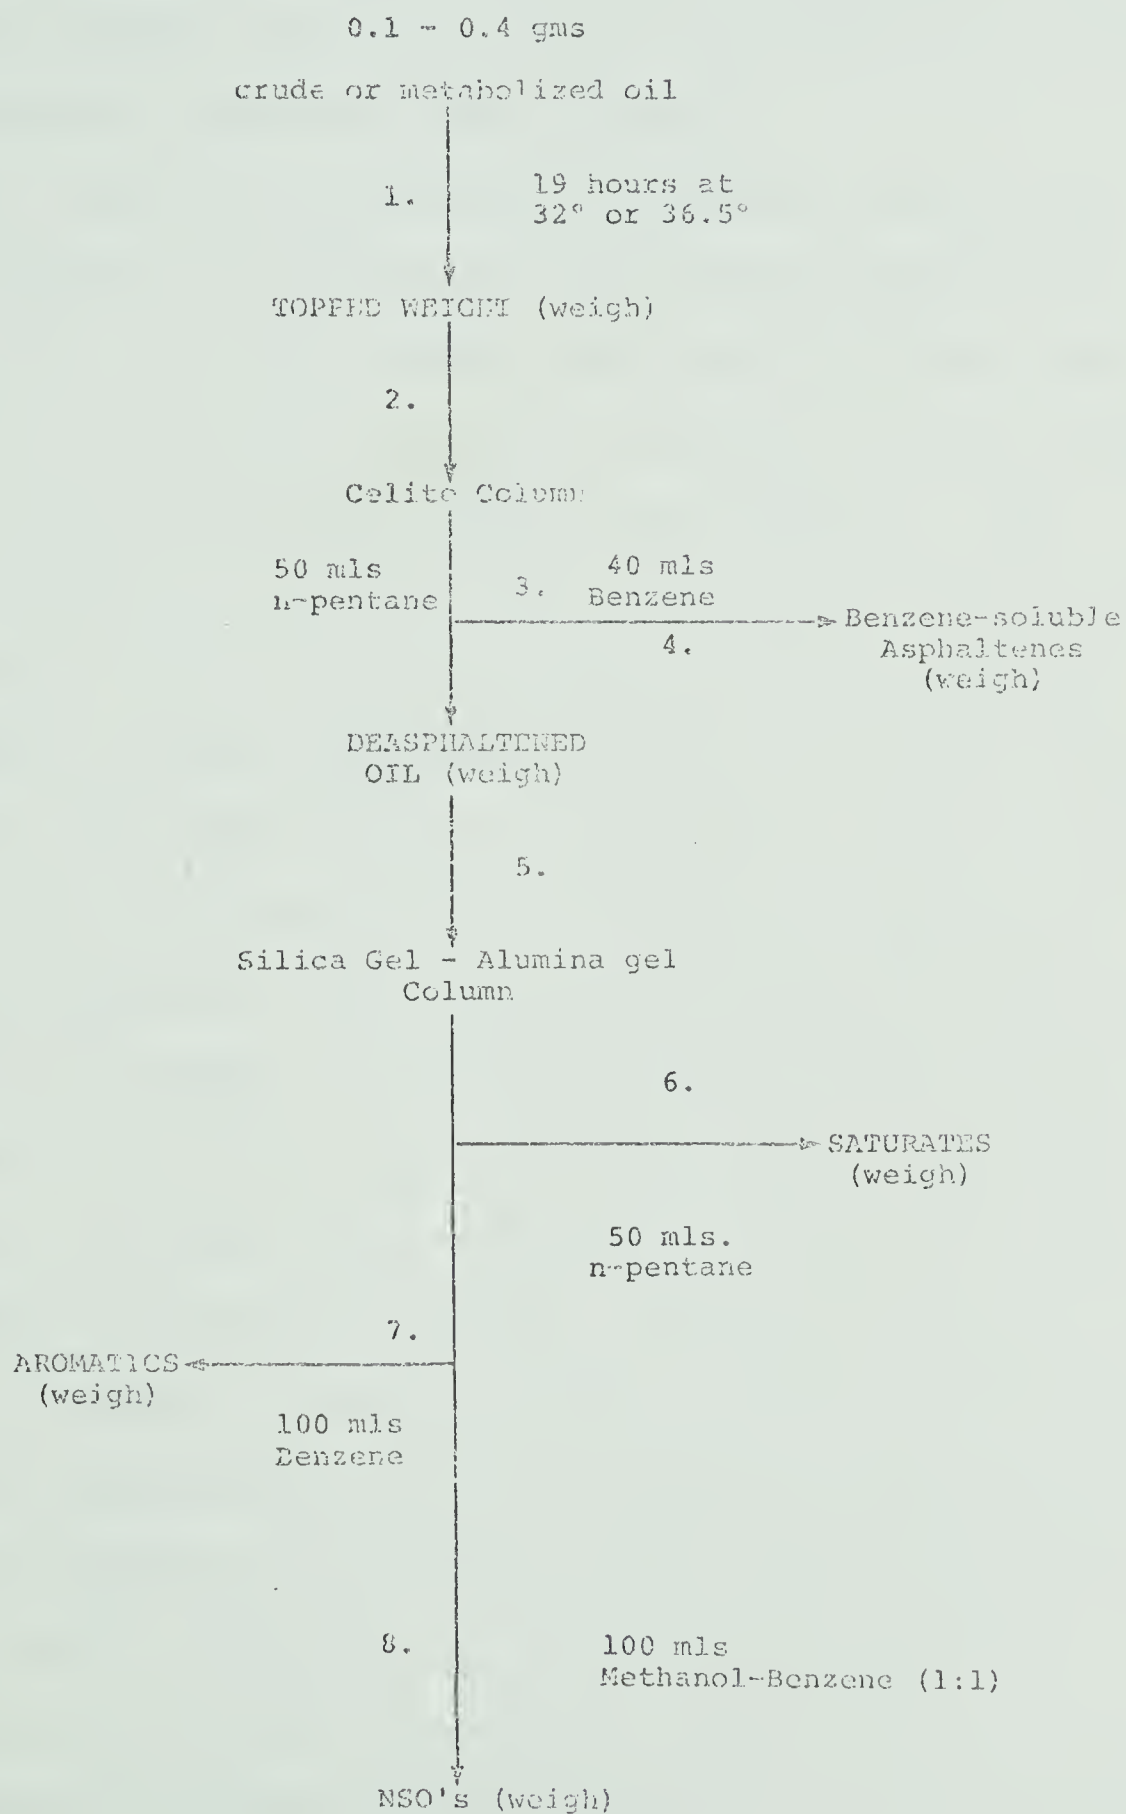 0.1 - 0.4 gms
crude or metabolized oil
1.
19 hours at
32° or 36.5°
TOPPED WEIGHT (weigh)
2.
Celite Column
50 mls
n-pentane
3.
40 mls
Benzene
4.
Benzene-soluble
Asphaltenes
(weigh)
DEASPHALTENED
OIL (weigh)
5.
Silica Gel - Alumina gel
Column
6.
SATURATES
(weigh)
50 mls.
n-pentane
7.
AROMATICS
(weigh)
100 mls
Benzene
8.
100 mls
Methanol-Benzene (1:1)
NSO's (weigh)